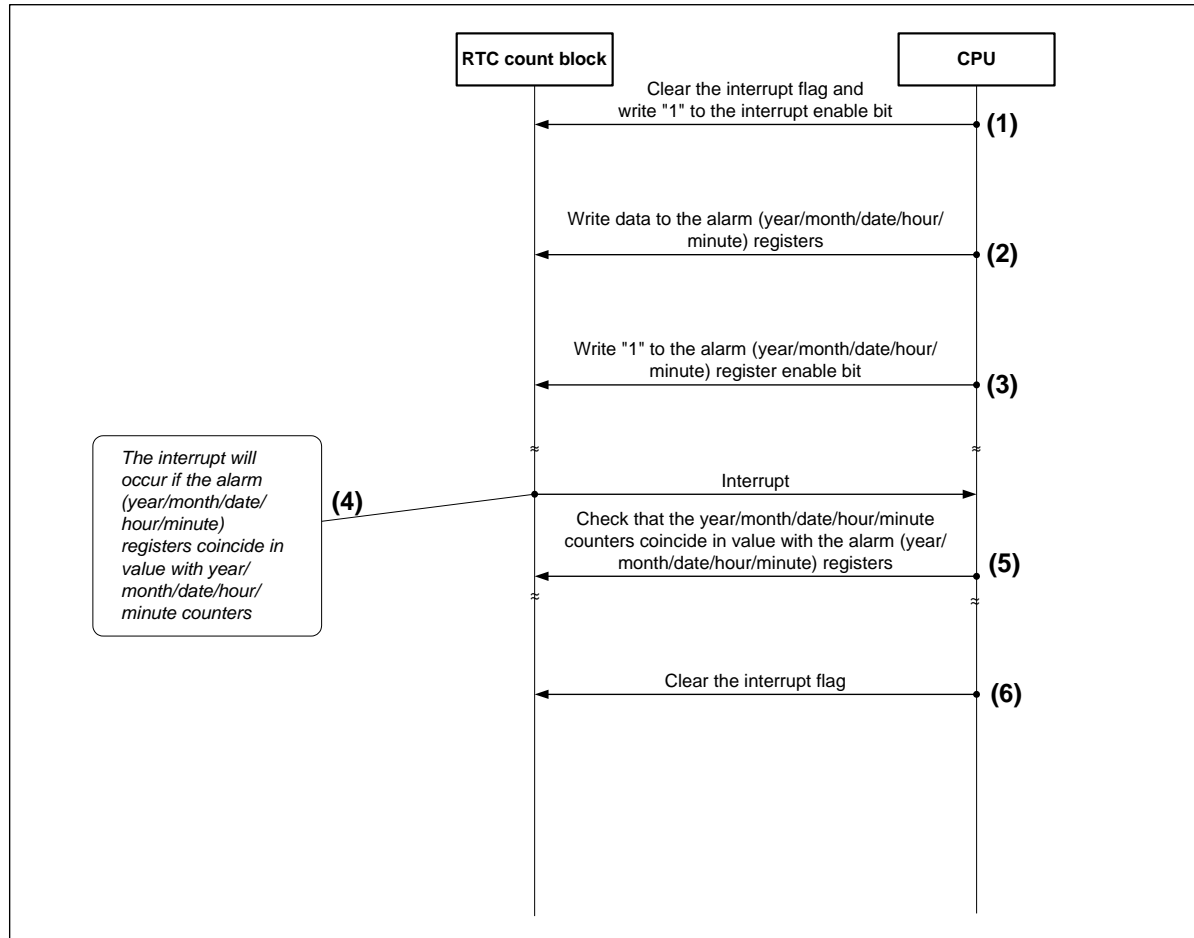 RTC count block
CPU
Clear the interrupt flag and
write "1" to the interrupt enable bit
(1)
Write data to the alarm (year/month/date/hour/
minute) registers
(2)
Write "1" to the alarm (year/month/date/hour/
minute) register enable bit
(3)
The interrupt will
occur if the alarm
(year/month/date/
hour/minute)
registers coincide in
value with year/
month/date/hour/
minute counters
(4)
Interrupt
Check that the year/month/date/hour/minute
counters coincide in value with the alarm (year/
month/date/hour/minute) registers
(5)
Clear the interrupt flag
(6)